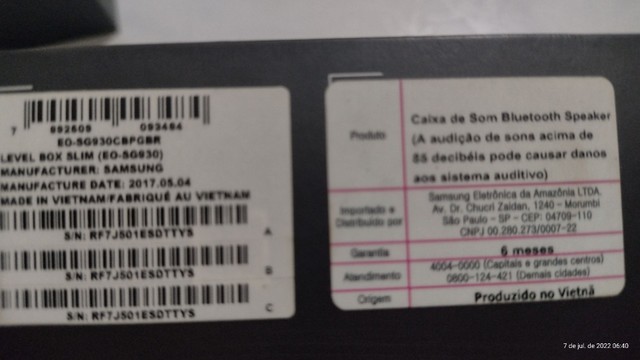 7 892509 093464
EO-SG930CBPGBR
LEVEL BOX SLIM (EO-SG930)
MANUFACTURER: SAMSUNG
MANUFACTURE DATE: 2017.05.04
MADE IN VIETNAM/FABRIQUÉ AU VIETNAM
A
S/N: RF7J501ESDTTYS
B
S/N: RF7J501ESDTTYS
C
S/N: RF7J501ESDTTYS
Produto
Caixa de Som Bluetooth Speaker
(A audição de sons acima de
85 decibéis pode causar danos
aos sistema auditivo)
Importado e
Distribuído por
Samsung Eletrônica da Amazônia LTDA.
Av. Dr. Chucri Zaidan, 1240 - Morumbi
São Paulo - SP - CEP: 04709-110
CNPJ 00.280.273/0007-22
Garantia
6 meses
Atendimento
4004-0000 (Capitais e grandes centros)
0800-124-421 (Demais cidades)
Origem
Produzido no Vietnã
7 de jul. de 2022 06:40